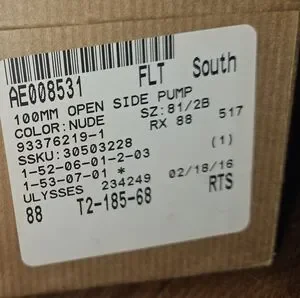 FLT South
AE008531
100MM OPEN SIDE PUMP
COLOR:NUDE SZ:81/2B
93376219-1 RX 88 517
SSKU:30503228
1-52-06-01-2-03 (1)
1-53-07-01 *
ULYSSES 234249 02/18/16
88 T2-185-68 RTS